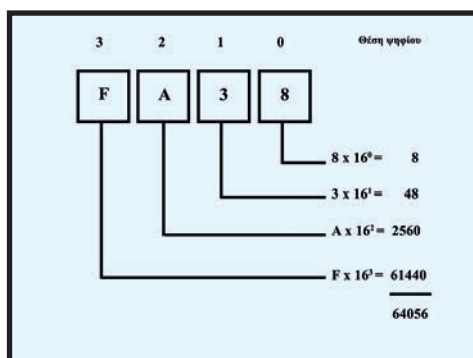 3 2 1 0 Θέση ψηφίου
F A 3 8
8 x 16⁰ = 8
3 x 16¹ = 48
A x 16² = 2560
F x 16³ = 61440
64056